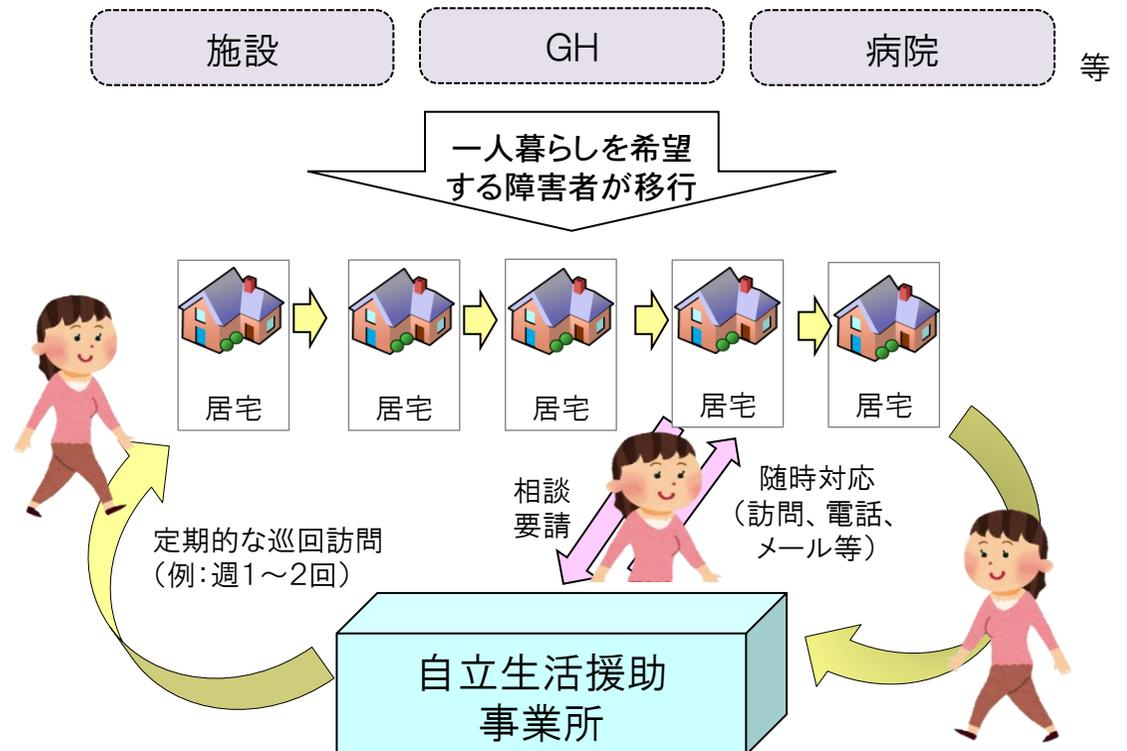 施設
GH
病院
等
一人暮らしを希望
する障害者が移行
居宅
居宅
居宅
居宅
居宅
相談
要請
随時対応
（訪問、電話、
メール等）
定期的な巡回訪問
（例：週１～２回）
自立生活援助
事業所